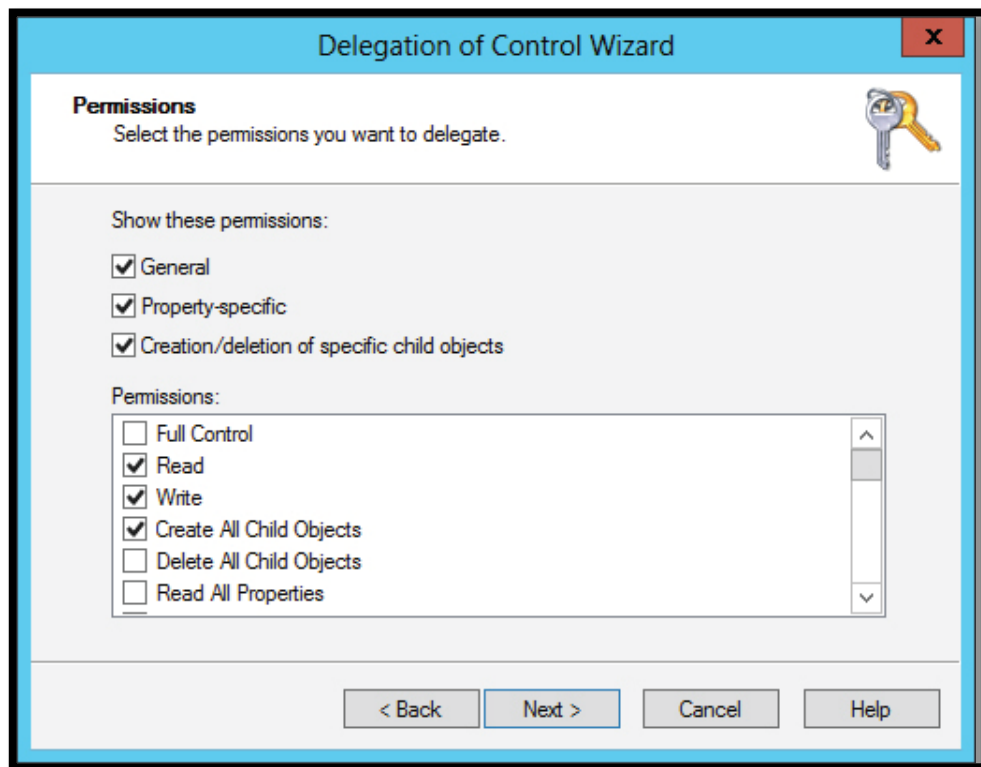 Delegation of Control Wizard
x
Permissions
Select the permissions you want to delegate.
Show these permissions:
General
Property-specific
Creation/deletion of specific child objects
Permissions:
Full Control
Read
Write
Create All Child Objects
Delete All Child Objects
Read All Properties
< Back Next > Cancel Help